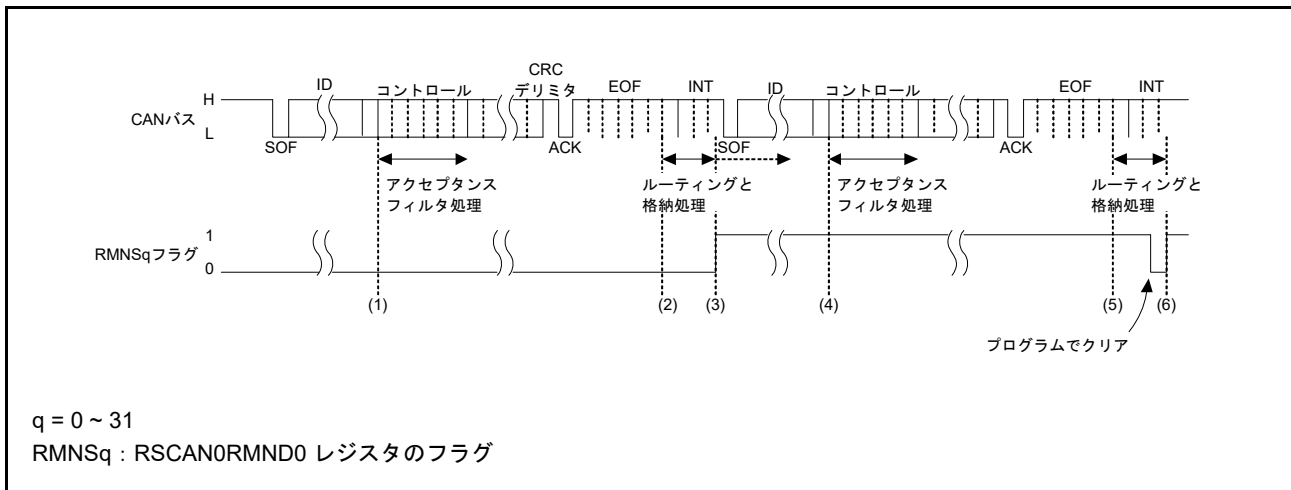 CRC
ID
コントロール
デリミタ
EOF
INT
ID
コントロール
EOF
INT
H
CANバス
L
SOF
ACK
SOF
ACK
アクセプタンス
フィルタ処理
ルーティングと
格納処理
アクセプタンス
フィルタ処理
ルーティングと
格納処理
1
RMNSqフラグ
0
(1)
(2)
(3)
(4)
(5)
(6)
プログラムでクリア
q = 0 ~ 31
RMNSq：RSCAN0RMND0 レジスタのフラグ